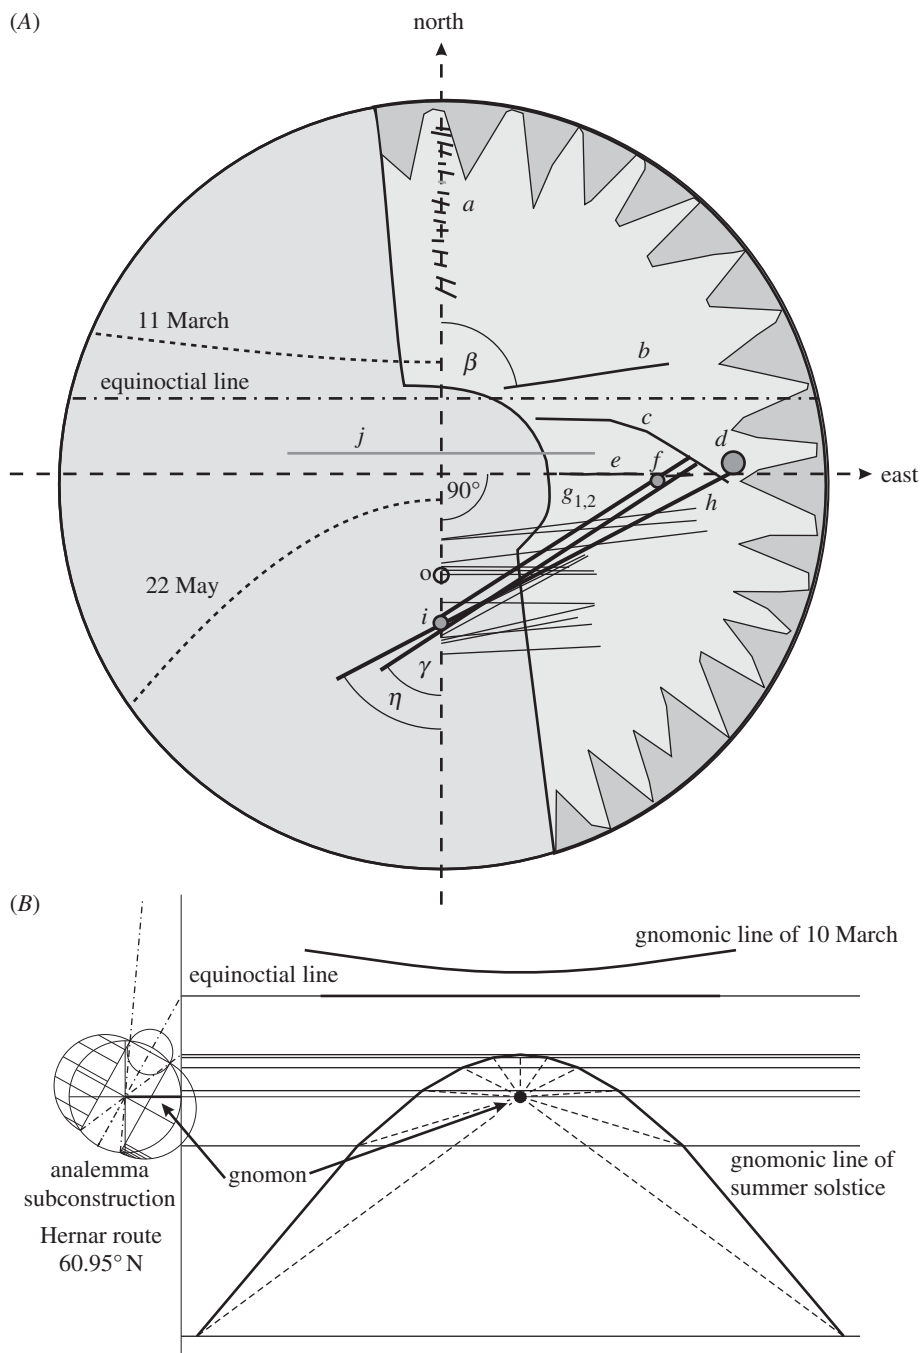 (A)
north
a
11 March
β
b
equinoctial line
c
d
j
e
f
east
90°
g1,2
h
22 May
o
i
γ
η
(B)
gnomonic line of 10 March
equinoctial line
gnomon
analemma
subconstruction
gnomonic line of
summer solstice
Hernar route
60.95° N